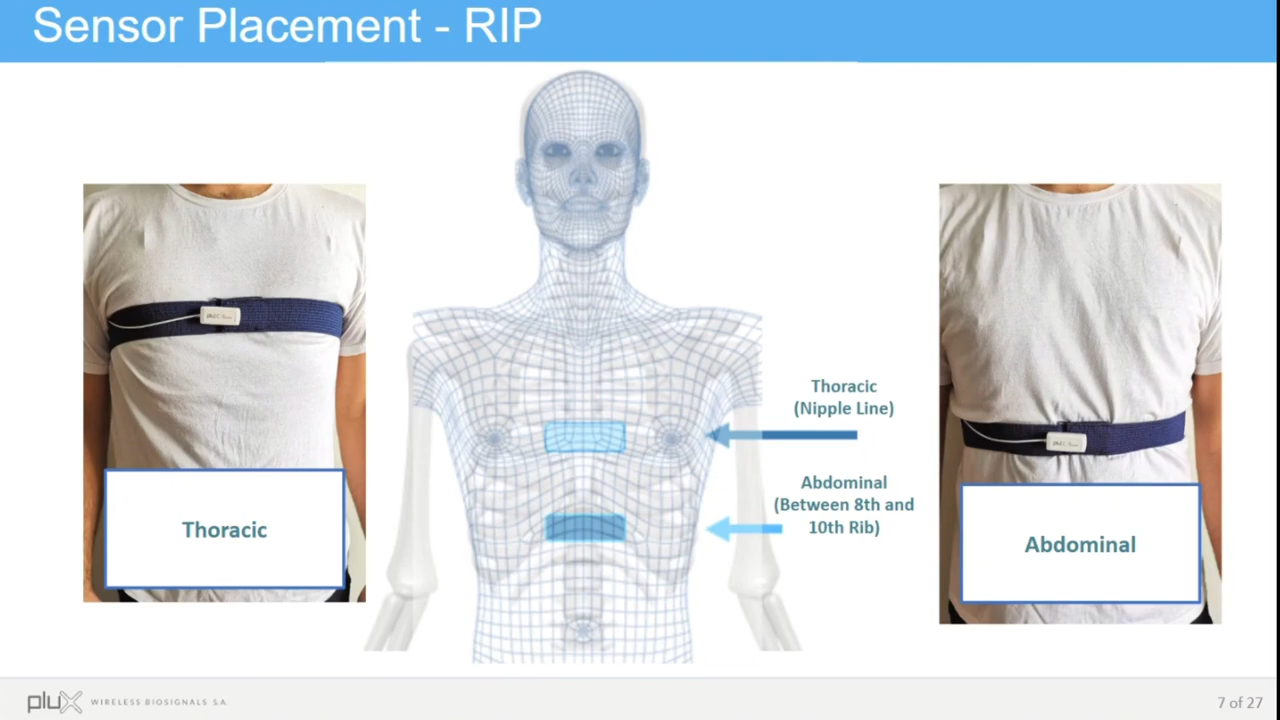 Sensor Placement - RIP
Thoracic
(Nipple Line)
Abdominal
(Between 8th and
10th Rib)
Thoracic
Abdominal
plux WIRELESS BIOSIGNALS S.A.
7 of 27